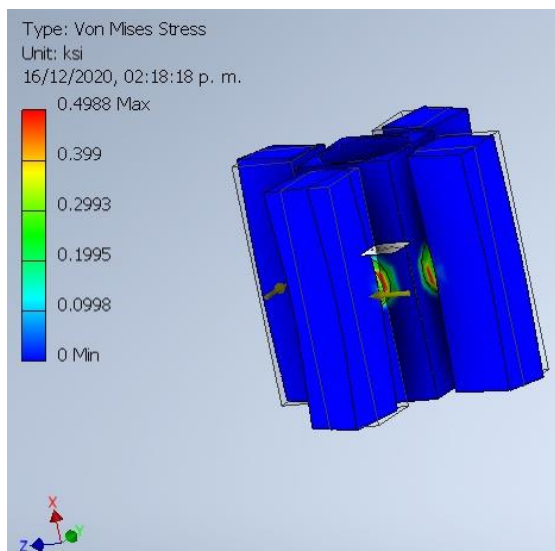 Type: Von Mises Stress
Unit: ksi
16/12/2020, 02:18:18 p. m.
0.4988 Max
0.399
0.2993
0.1995
0.0998
0 Min
X
Y
Z